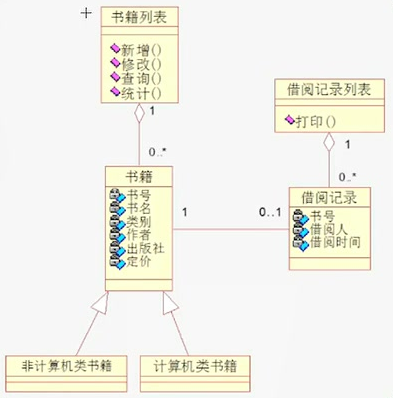 书籍列表
新增()
修改()
查询()
统计()
1
0..*
书籍
书号
书名
类别
作者
出版社
定价
1
0..1
借阅记录列表
打印()
1
0..*
借阅记录
书号
借阅人
借阅时间
非计算机类书籍
计算机类书籍